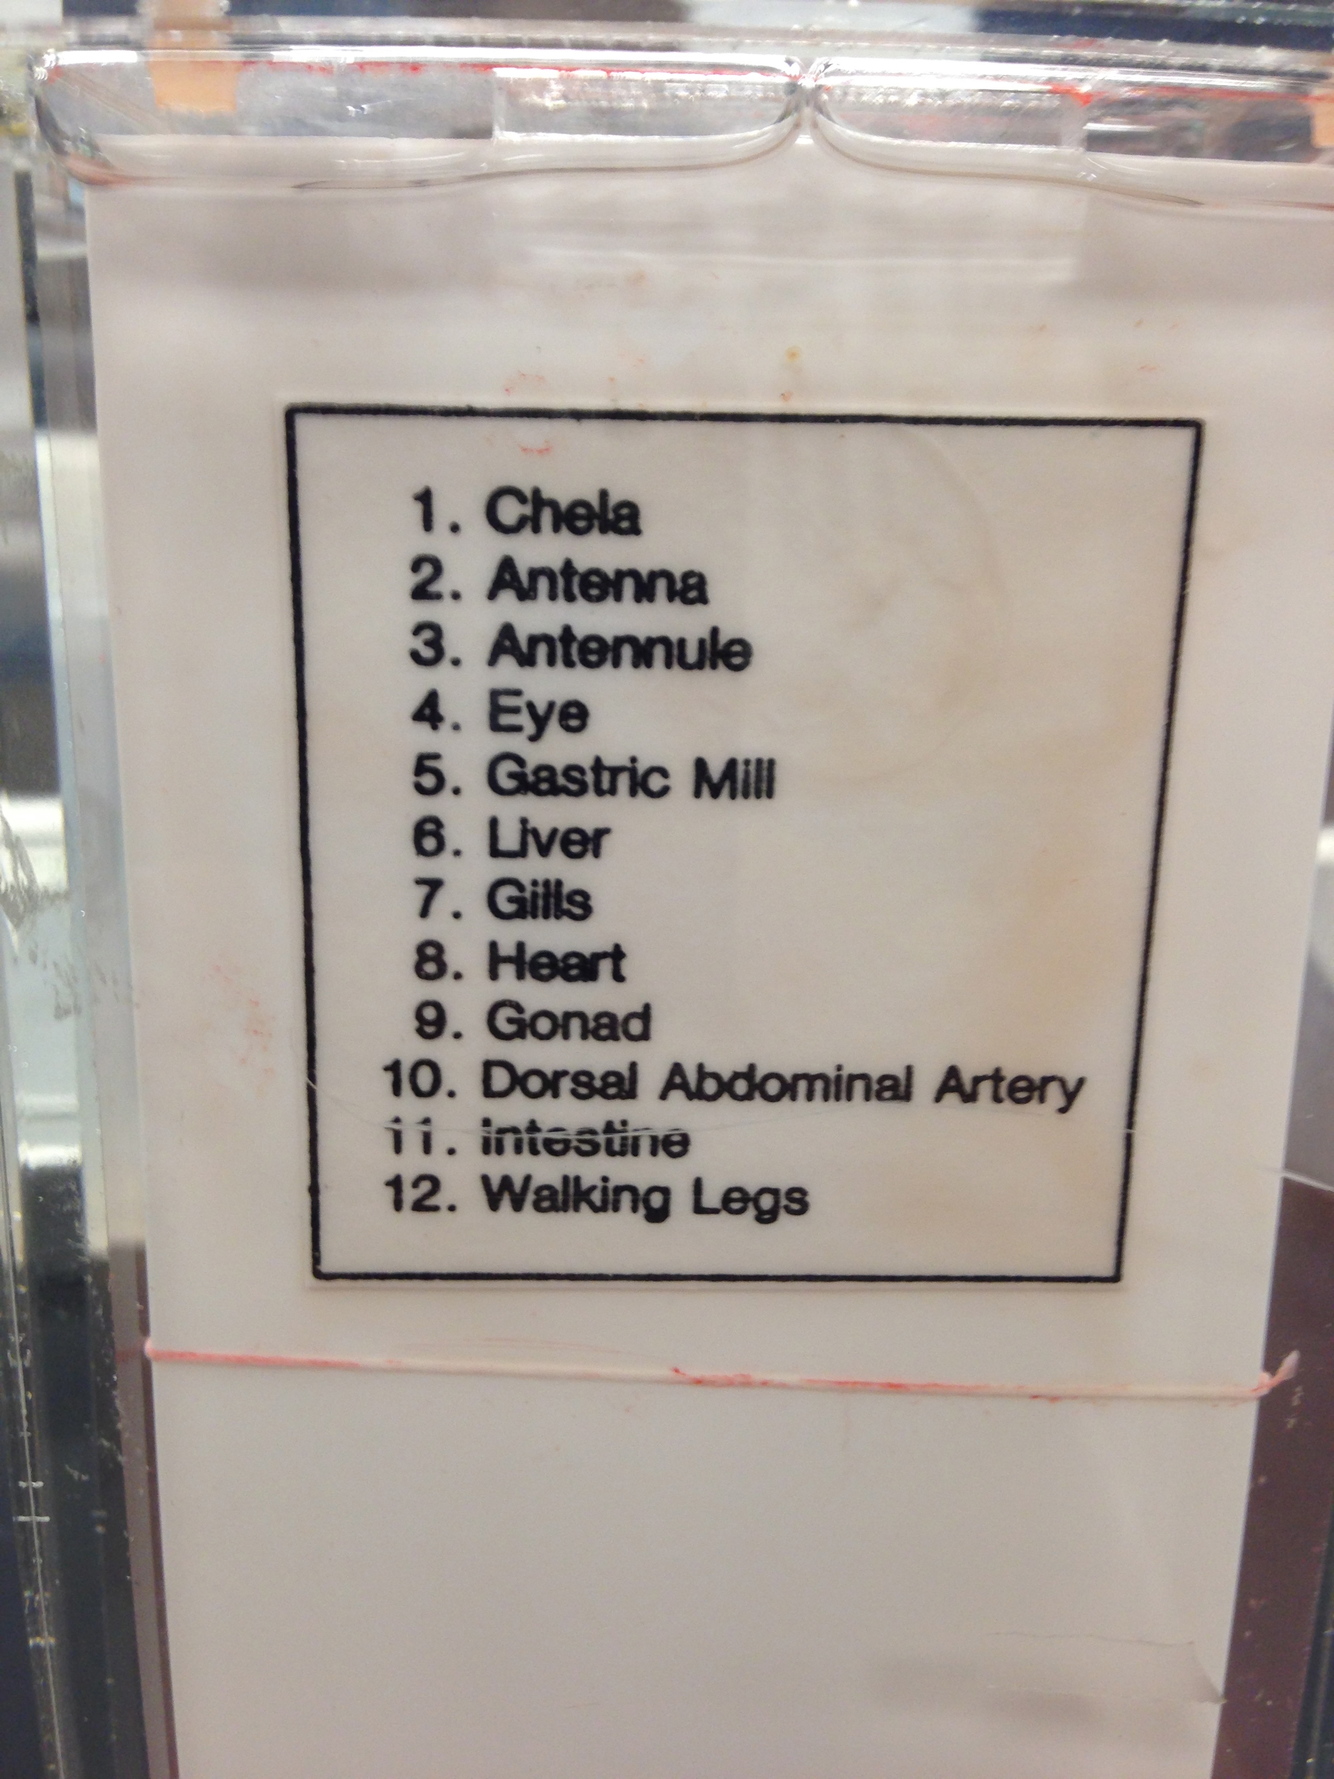 1. Chela
2. Antenna
3. Antennule
4. Eye
5. Gastric Mill
6. Liver
7. Gills
8. Heart
9. Gonad
10. Dorsal Abdominal Artery
11. Intestine
12. Walking Legs